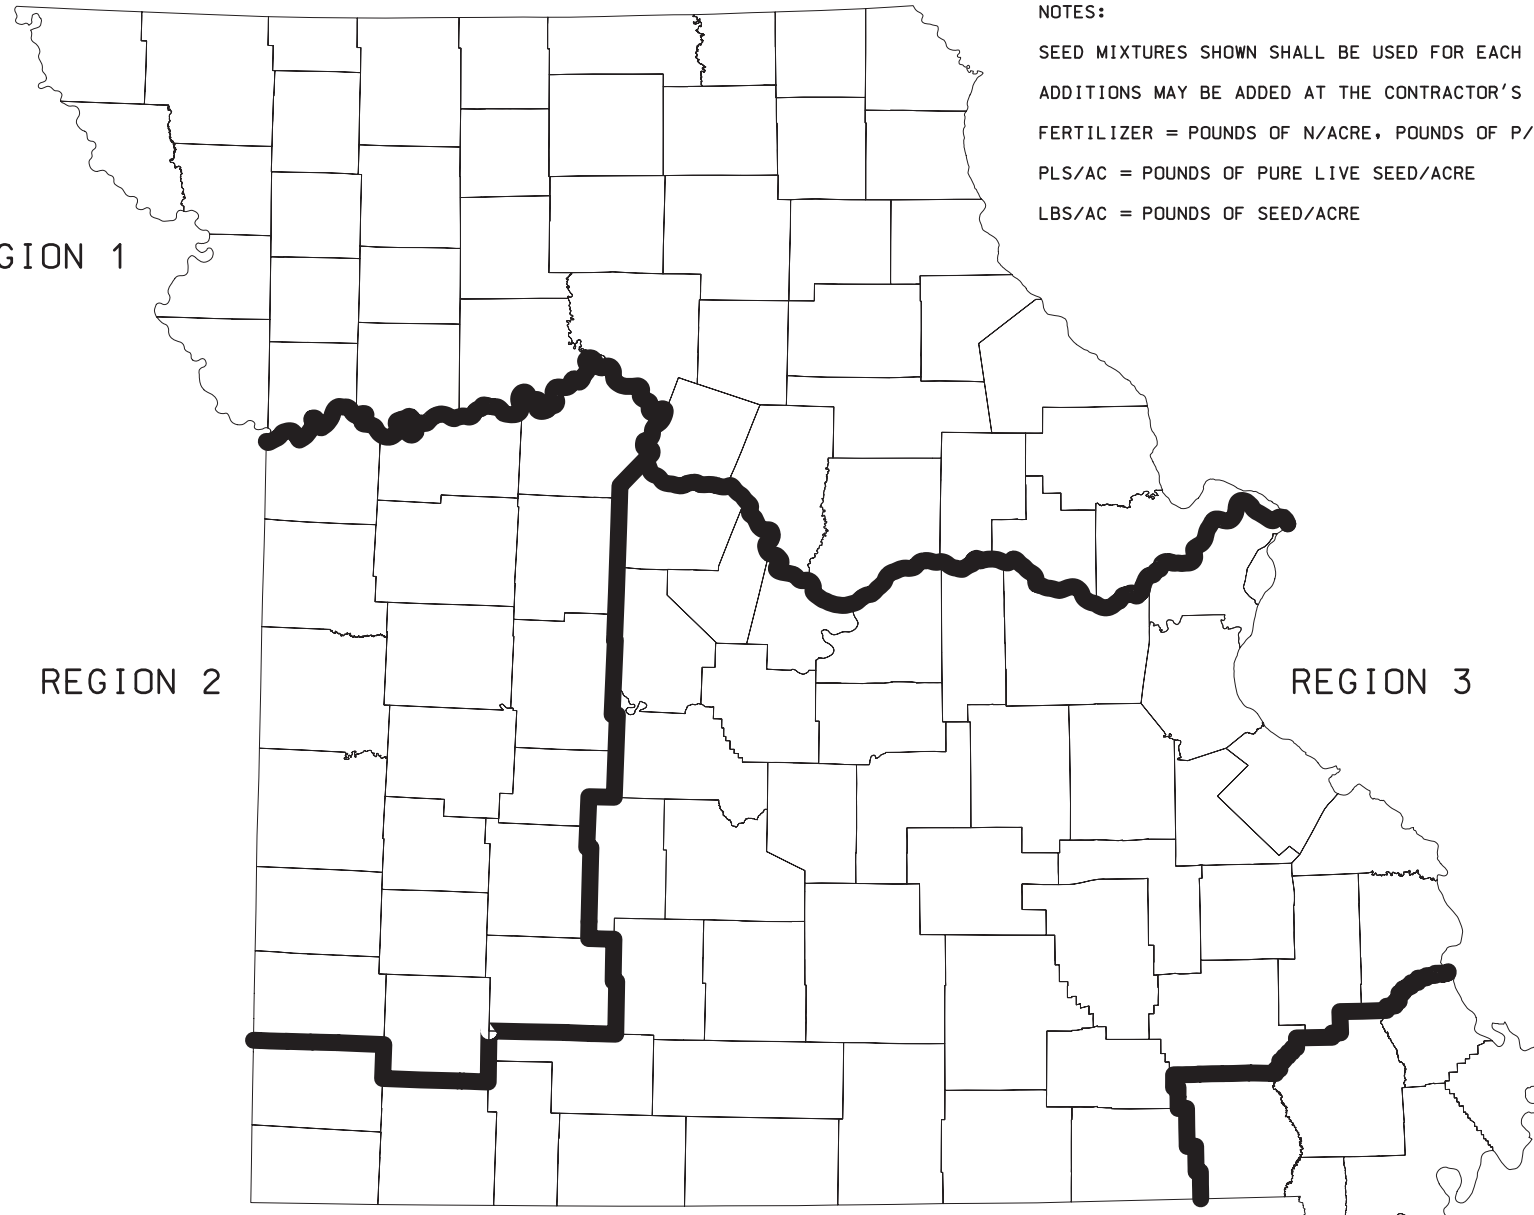 NOTES:
SEED MIXTURES SHOWN SHALL BE USED FOR EACH
ADDITIONS MAY BE ADDED AT THE CONTRACTOR'S
FERTILIZER = POUNDS OF N/ACRE, POUNDS OF P/
PLS/AC = POUNDS OF PURE LIVE SEED/ACRE
LBS/AC = POUNDS OF SEED/ACRE
GION 1
REGION 2
REGION 3